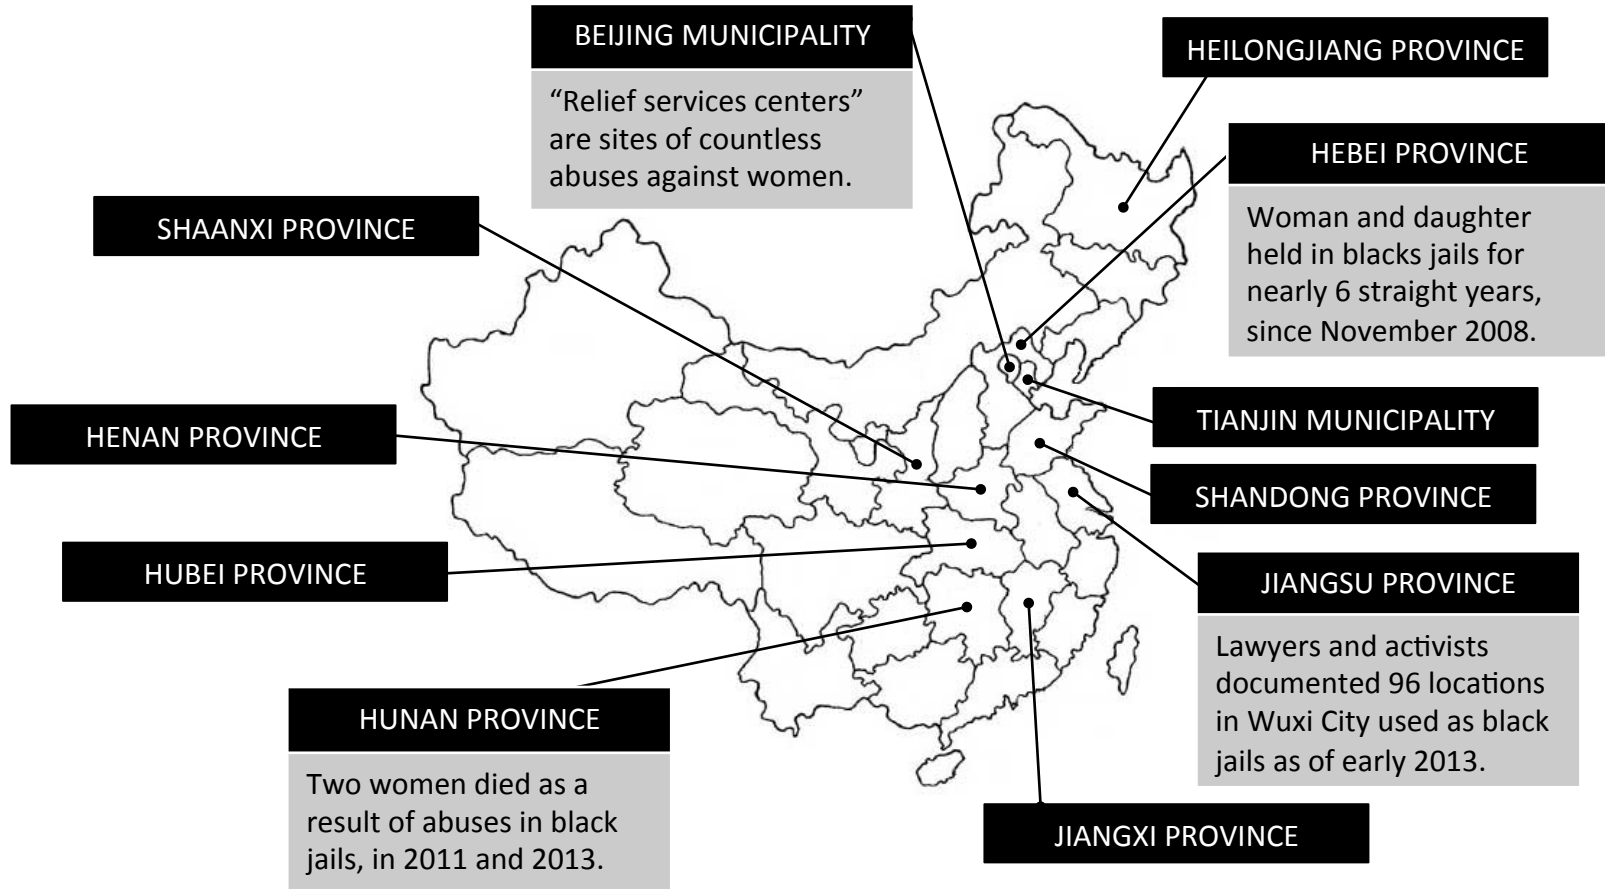 BEIJING MUNICIPALITY
“Relief services centers”
are sites of countless
abuses against women.
HEILONGJIANG PROVINCE
HEBEI PROVINCE
Woman and daughter
held in blacks jails for
nearly 6 straight years,
since November 2008.
SHAANXI PROVINCE
HENAN PROVINCE
TIANJIN MUNICIPALITY
SHANDONG PROVINCE
HUBEI PROVINCE
JIANGSU PROVINCE
Lawyers and activists
documented 96 locations
in Wuxi City used as black
jails as of early 2013.
HUNAN PROVINCE
Two women died as a
result of abuses in black
jails, in 2011 and 2013.
JIANGXI PROVINCE